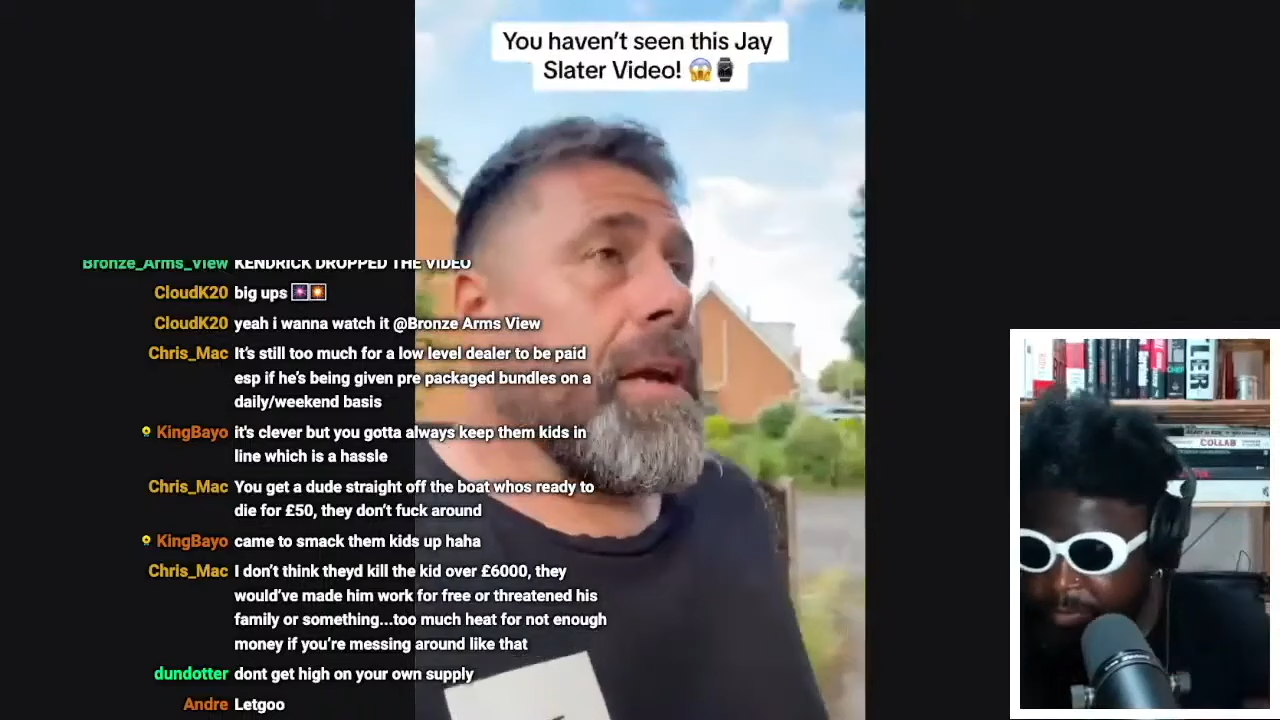 You haven't seen this Jay
Slater Video! 😱⌚
Bronze_Arms_View KENDRICK DROPPED THE VIDEO
CloudK20 big ups 🎆💥
CloudK20 yeah i wanna watch it @Bronze Arms View
Chris_Mac It's still too much for a low level dealer to be paid
esp if he's being given pre packaged bundles on a
daily/weekend basis
KingBayo it's clever but you gotta always keep them kids in
line which is a hassle
Chris_Mac You get a dude straight off the boat whos ready to
die for £50, they don't fuck around
KingBayo came to smack them kids up haha
Chris_Mac I don't think theyd kill the kid over £6000, they
would've made him work for free or threatened his
family or something...too much heat for not enough
money if you're messing around like that
dundotter dont get high on your own supply
Andre Letgoo
COLLAB